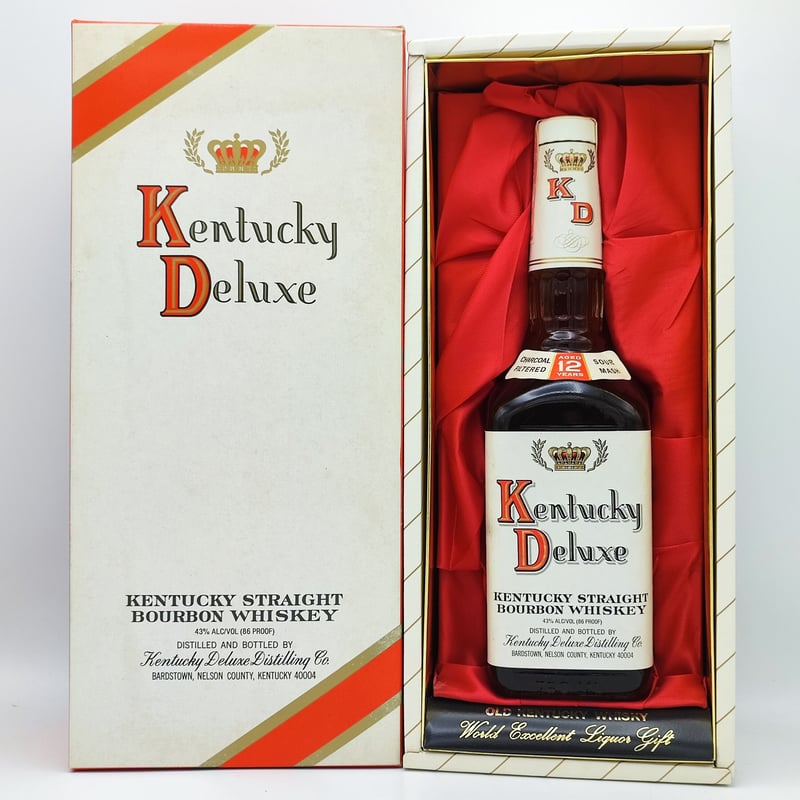 Kentucky
Deluxe
KENTUCKY STRAIGHT
BOURBON WHISKEY
43% ALC/VOL (86 PROOF)
DISTILLED AND BOTTLED BY
Kentucky Deluxe Distilling Co.
BARDSTOWN, NELSON COUNTY, KENTUCKY 40004
K
D
CHARCOAL
FILTERED
AGED
12
YEARS
SOUR
MASH
Kentucky
Deluxe
KENTUCKY STRAIGHT
BOURBON WHISKEY
43% ALC/VOL (86 PROOF)
DISTILLED AND BOTTLED BY
Kentucky Deluxe Distilling Co.
BARDSTOWN, NELSON COUNTY, KENTUCKY 40004
OLD KENTUCKY WHISKY
World Excellent Liquor Gift